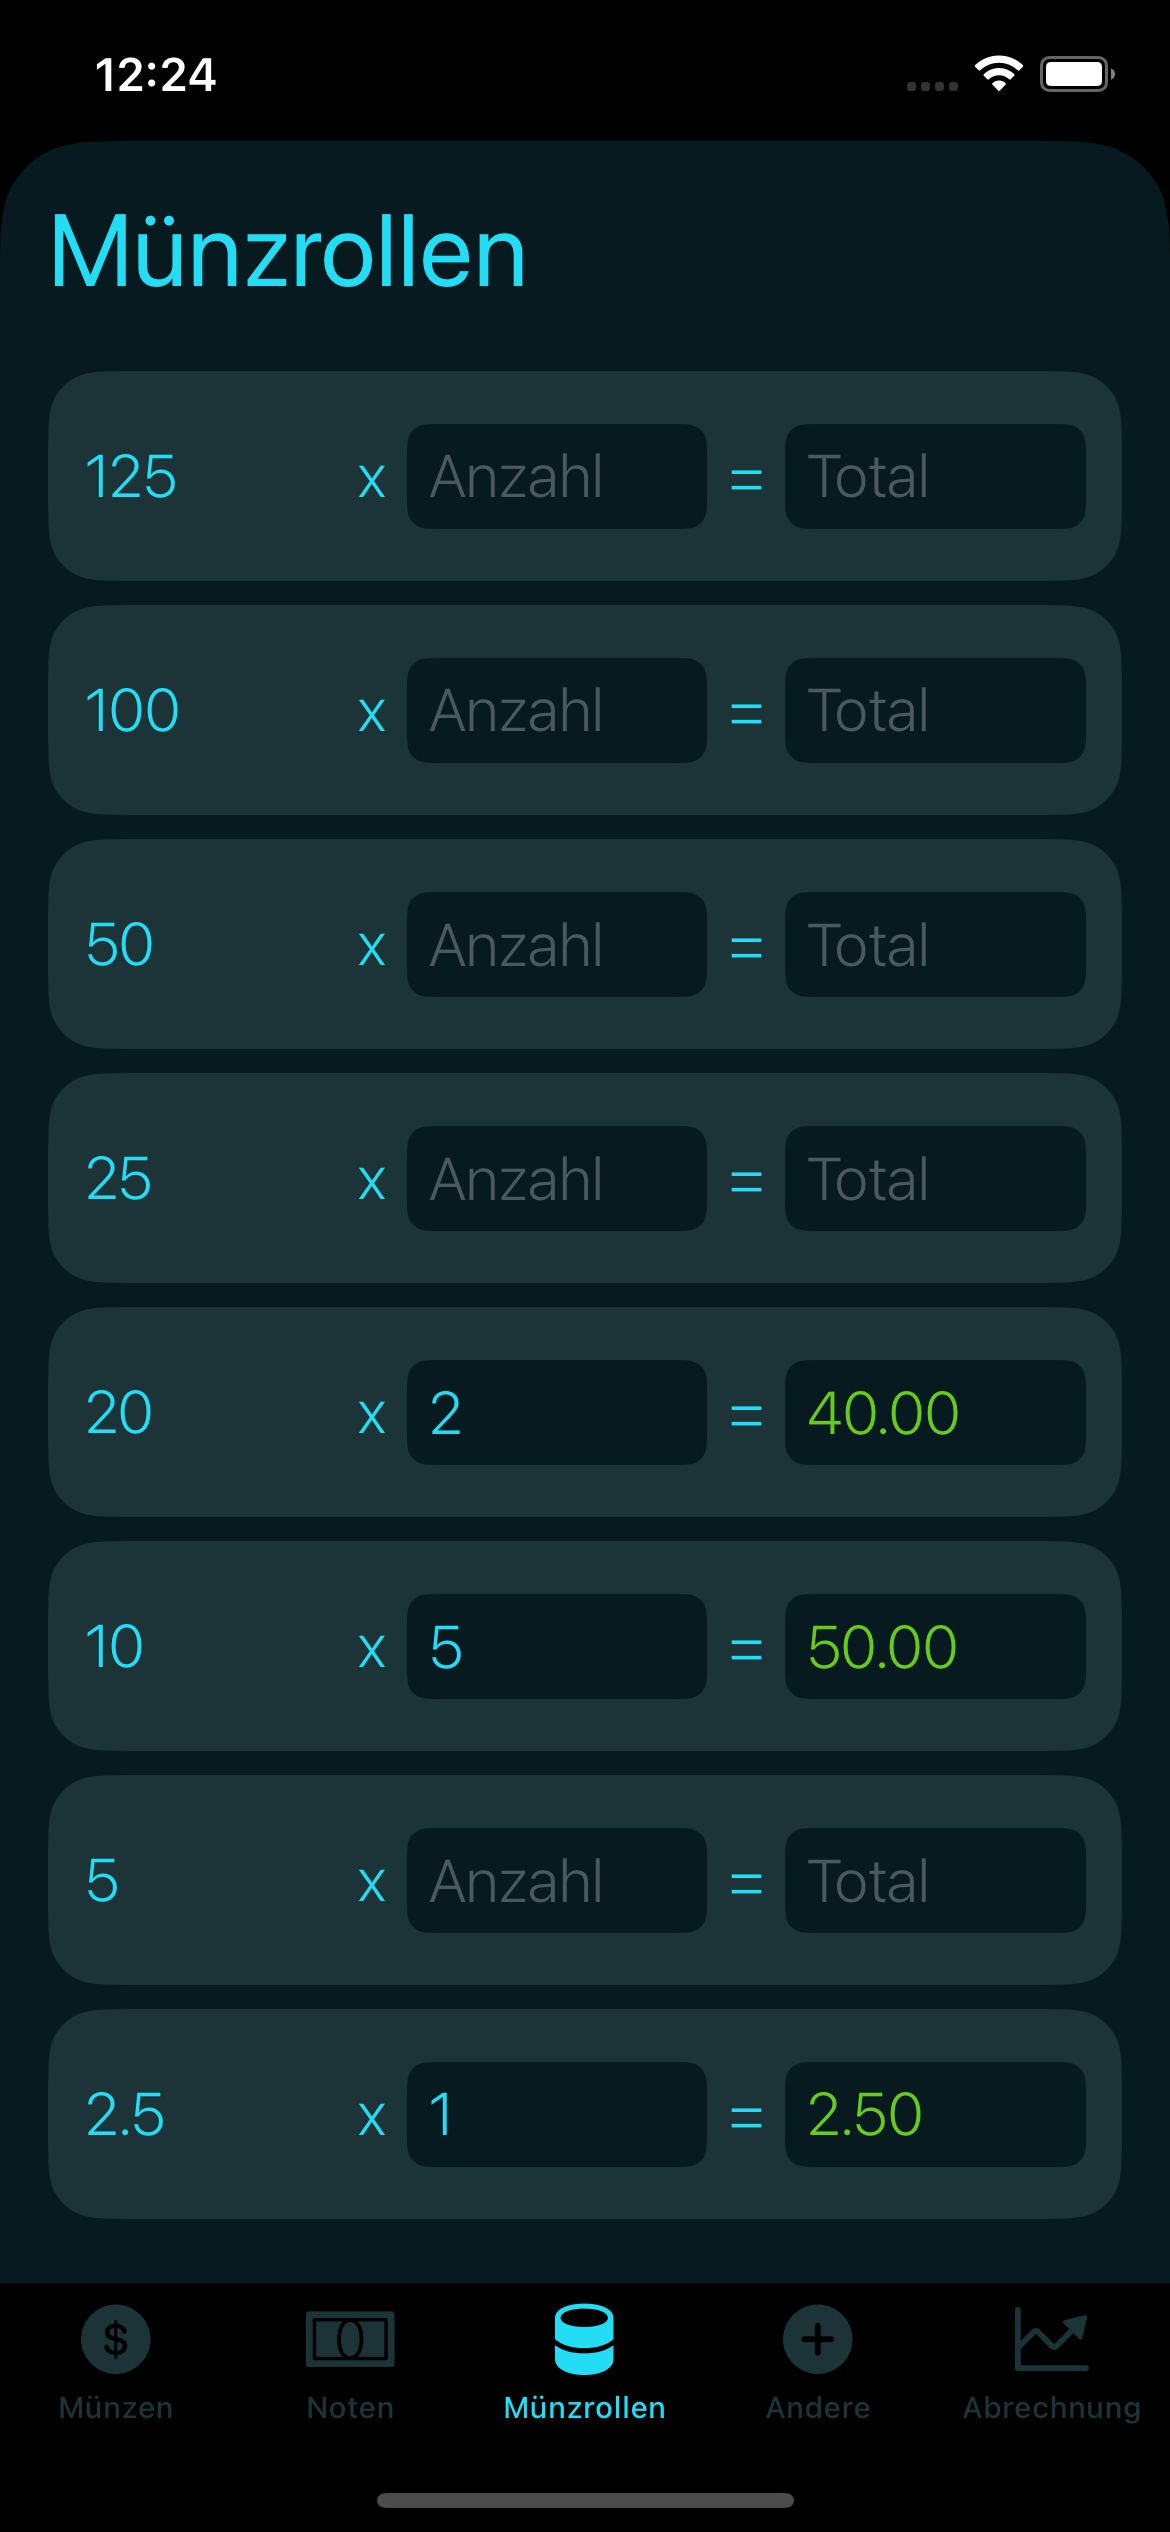 12:24
Münzrollen
125 x Anzahl = Total
100 x Anzahl = Total
50 x Anzahl = Total
25 x Anzahl = Total
20 x 2 = 40.00
10 x 5 = 50.00
5 x Anzahl = Total
2.5 x 1 = 2.50
Münzen Noten Münzrollen Andere Abrechnung